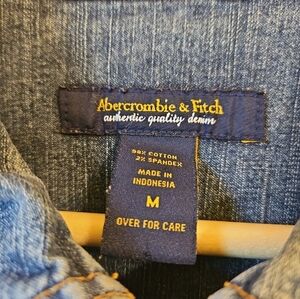 Abercrombie & Fitch
authentic quality denim
98% COTTON
2% SPANDEX
MADE IN
INDONESIA
M
OVER FOR CARE